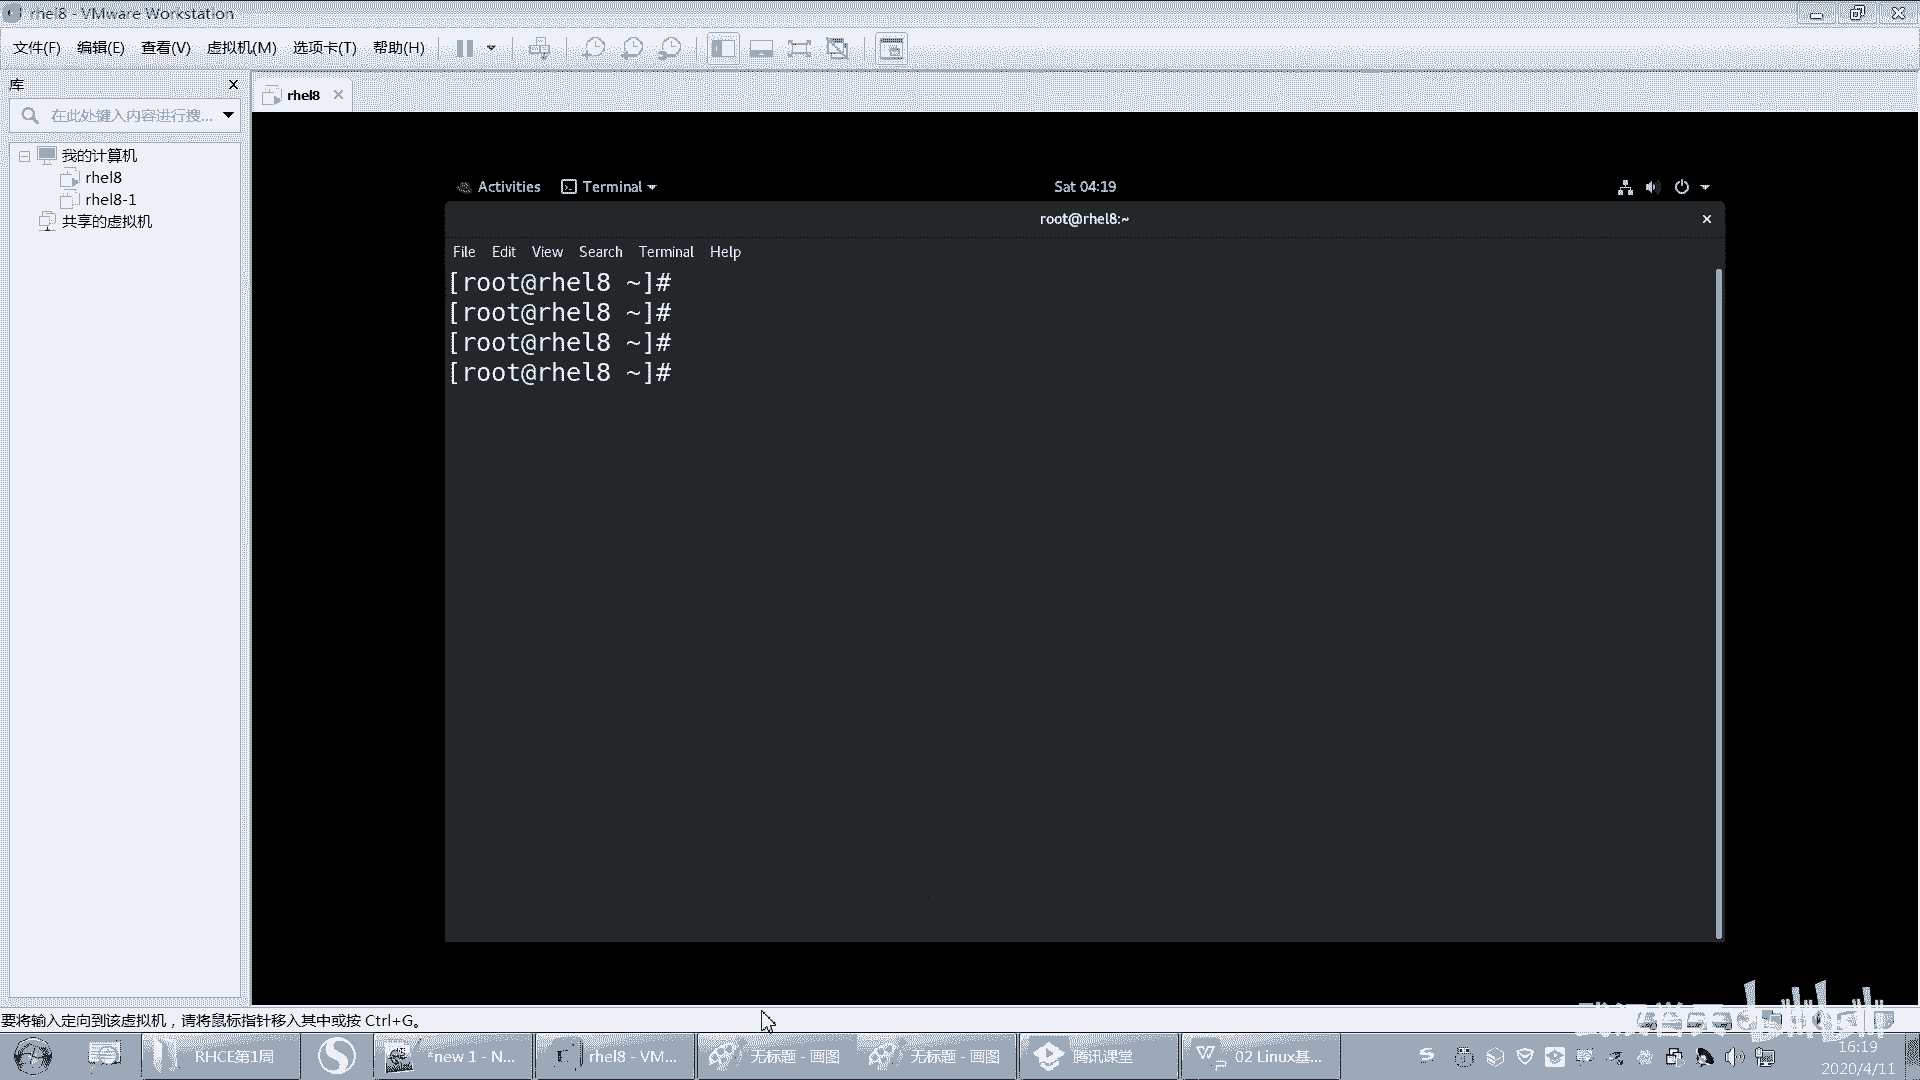 rhel8 - VMware Workstation
文件(F) 编辑(E) 查看(V) 虚拟机(M) 选项卡(T) 帮助(H)
库
在此处键入内容进行搜...
我的计算机
rhel8
rhel8-1
共享的虚拟机
rhel8
Activities Terminal Sat 04:19
root@rhel8:~
File Edit View Search Terminal Help
[root@rhel8 ~]#
[root@rhel8 ~]#
[root@rhel8 ~]#
[root@rhel8 ~]#
要将输入定向到该虚拟机，请将鼠标指针移入其中或按 Ctrl+G。
RHCE第1周 *new 1 - N... rhel8 - VM... 无标题 - 画图 无标题 - 画图 腾讯课堂 02 Linux基...
bilibili
16:19
2020/4/11